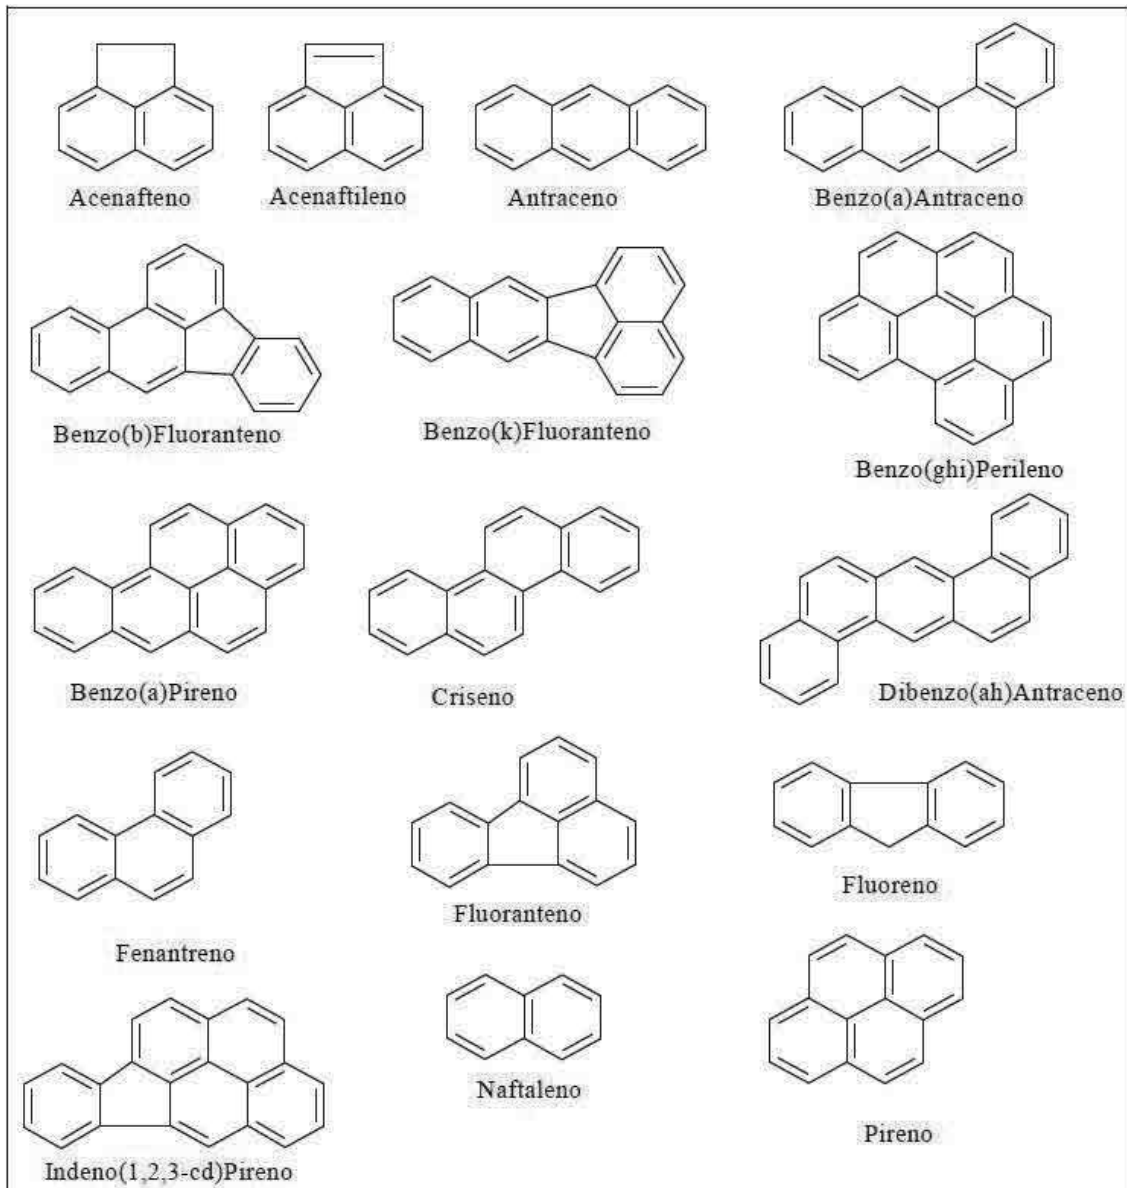 Acenafteno
Acenaftileno
Antraceno
Benzo(a)Antraceno
Benzo(b)Fluoranteno
Benzo(k)Fluoranteno
Benzo(ghi)Perileno
Benzo(a)Pireno
Criseno
Dibenzo(ah)Antraceno
Fenantreno
Fluoranteno
Fluoreno
Indeno(1,2,3-cd)Pireno
Naftaleno
Pireno